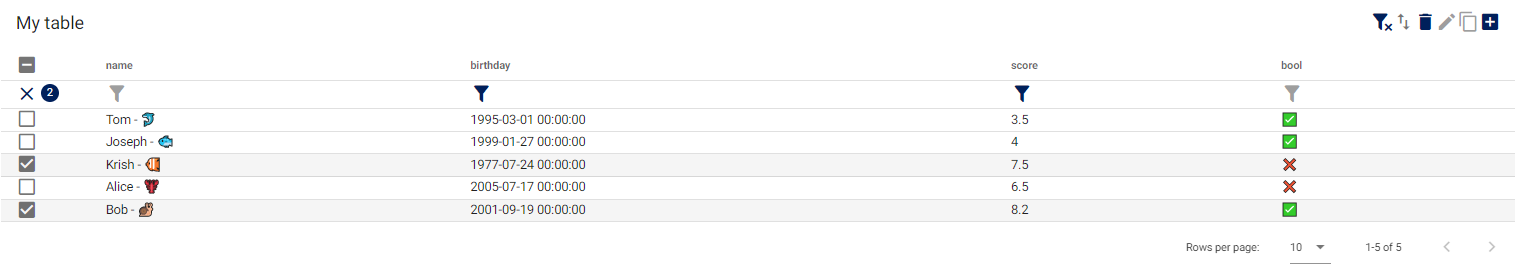 My table
name birthday score bool
2
Tom - 1995-03-01 00:00:00 3.5
Joseph - 1999-01-27 00:00:00 4
Krish - 1977-07-24 00:00:00 7.5
Alice - 2005-07-17 00:00:00 6.5
Bob - 2001-09-19 00:00:00 8.2
Rows per page: 10 1-5 of 5